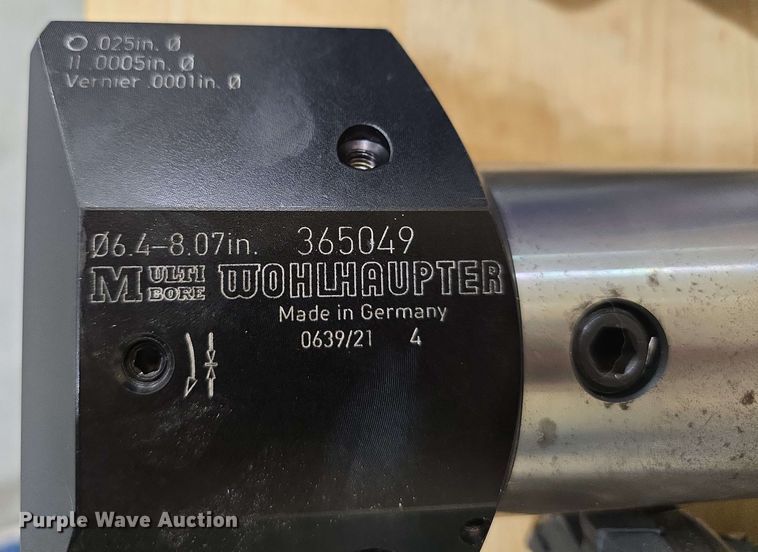 .025in. Ø
II .0005in. Ø
Vernier .0001in. Ø
Ø6.4-8.07in. 365049
MULTI BORE WOHLHAUPTER
Made in Germany
0639/21 4
Purple Wave Auction